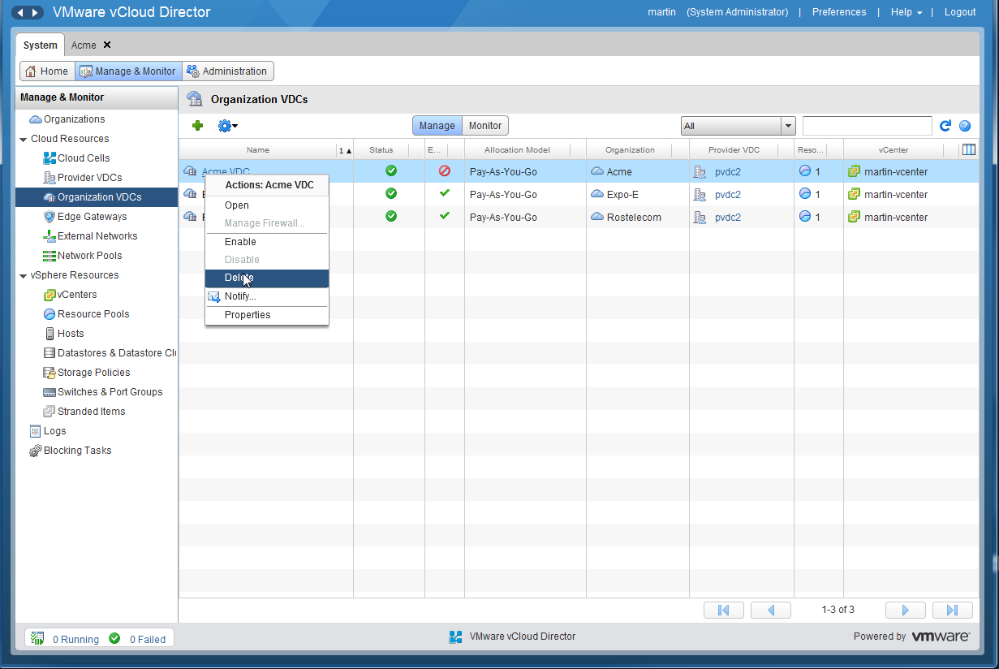 VMware vCloud Director
martin (System Administrator) | Preferences | Help | Logout
System Acme
Home Manage & Monitor Administration
Manage & Monitor
Organizations
Cloud Resources
Cloud Cells
Provider VDCs
Organization VDCs
Edge Gateways
External Networks
Network Pools
vSphere Resources
vCenters
Resource Pools
Hosts
Datastores & Datastore Clu
Storage Policies
Switches & Port Groups
Stranded Items
Logs
Blocking Tasks
Organization VDCs
Manage Monitor All
Name 1 Status E... Allocation Model Organization Provider VDC Reso... vCenter
Acme VDC Pay-As-You-Go Acme pvdc2 1 martin-vcenter
Pay-As-You-Go Expo-E pvdc2 1 martin-vcenter
Pay-As-You-Go Rostelecom pvdc2 1 martin-vcenter
Actions: Acme VDC
Open
Manage Firewall...
Enable
Disable
Delete
Notify...
Properties
1-3 of 3
0 Running 0 Failed
VMware vCloud Director
Powered by vmware